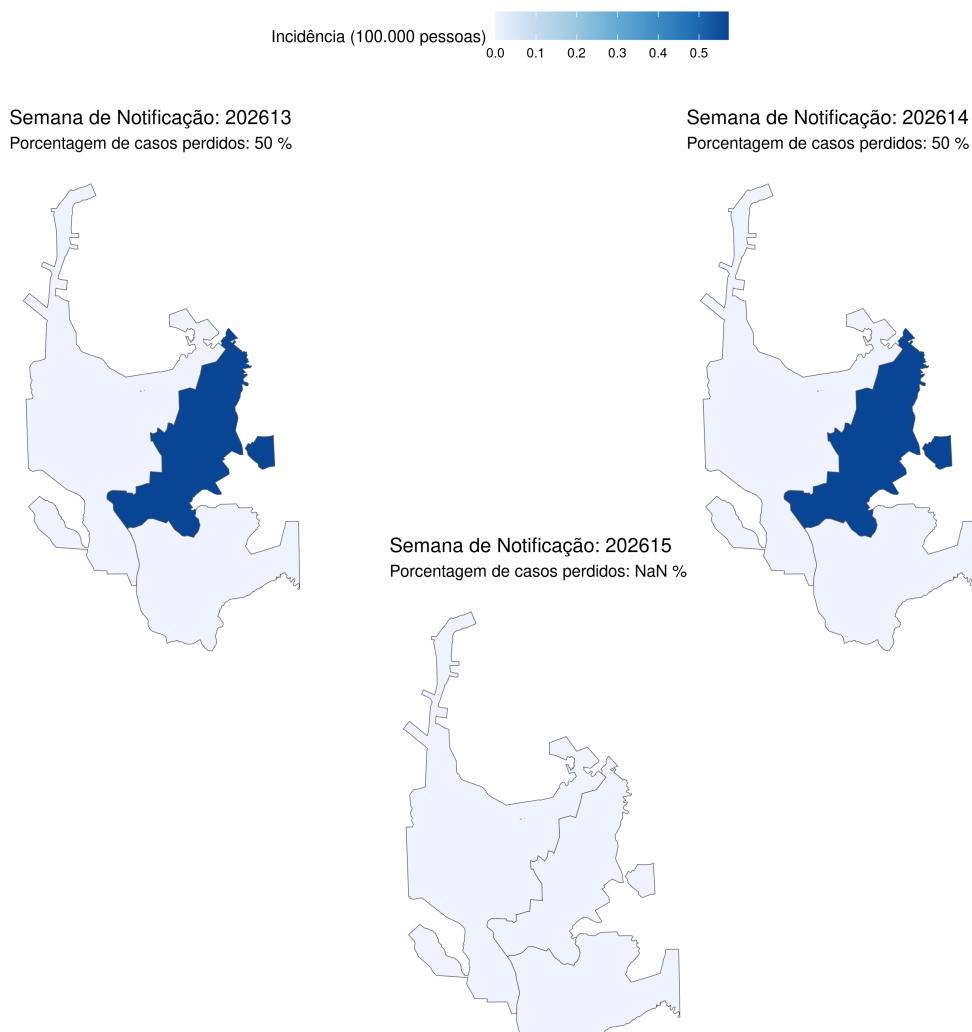 Incidência (100.000 pessoas)
0.0 0.1 0.2 0.3 0.4 0.5
Semana de Notificação: 202613
Porcentagem de casos perdidos: 50 %
Semana de Notificação: 202614
Porcentagem de casos perdidos: 50 %
Semana de Notificação: 202615
Porcentagem de casos perdidos: NaN %